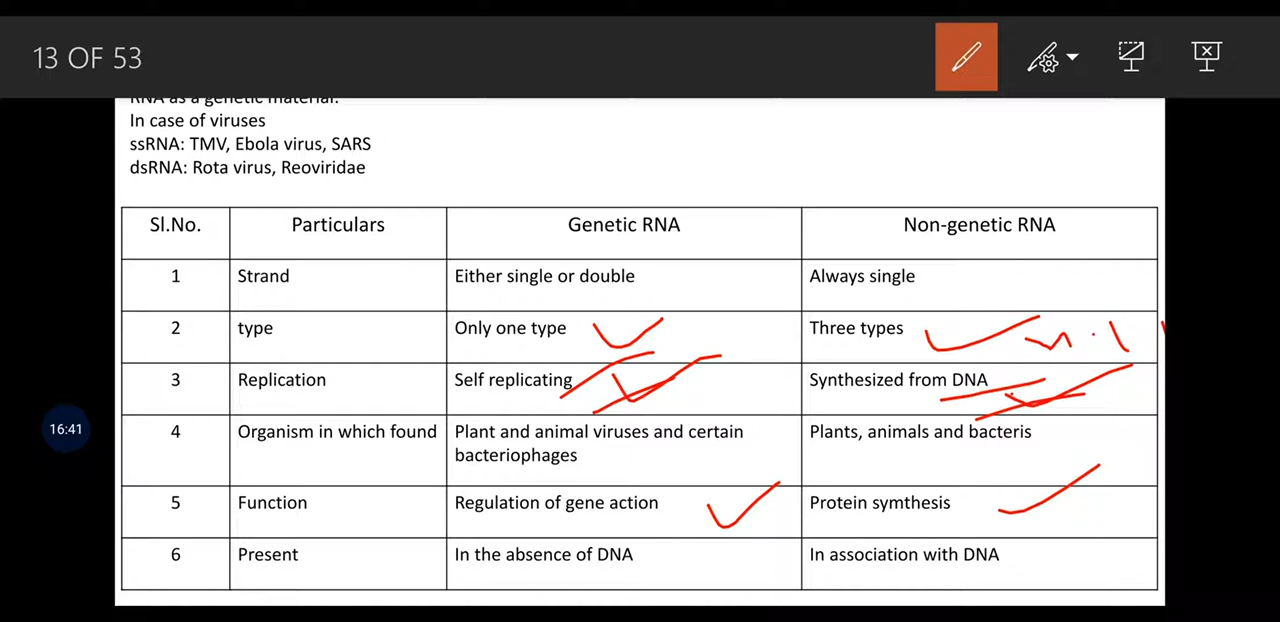 13 OF 53
RNA as a genetic material:
In case of viruses
ssRNA: TMV, Ebola virus, SARS
dsRNA: Rota virus, Reoviridae
Sl.No. Particulars Genetic RNA Non-genetic RNA
1 Strand Either single or double Always single
2 type Only one type Three types
3 Replication Self replicating Synthesized from DNA
4 Organism in which found Plant and animal viruses and certain bacteriophages Plants, animals and bacteris
5 Function Regulation of gene action Protein symthesis
6 Present In the absence of DNA In association with DNA
16:41